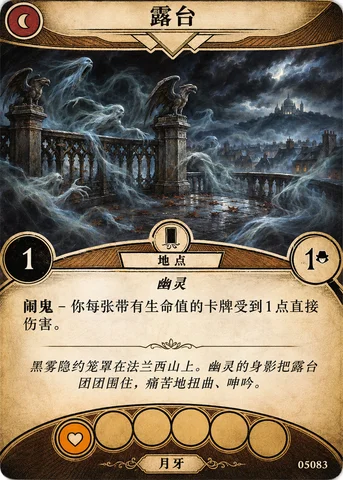 露台
1
地点
1
幽灵
闹鬼 – 你每张带有生命值的卡牌受到1点直接
伤害。
黑雾隐约笼罩在法兰西山上。幽灵的身影把露台
团团围住，痛苦地扭曲、呻吟。
月牙
05083